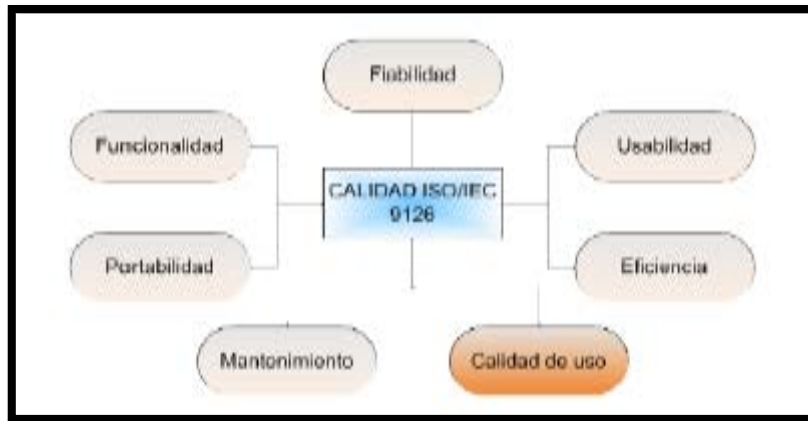 Fiabilidad
Funcionalidad
Usabilidad
CALIDAD ISO/IEC
9126
Portabilidad
Eficiencia
Mantenimiento
Calidad de uso